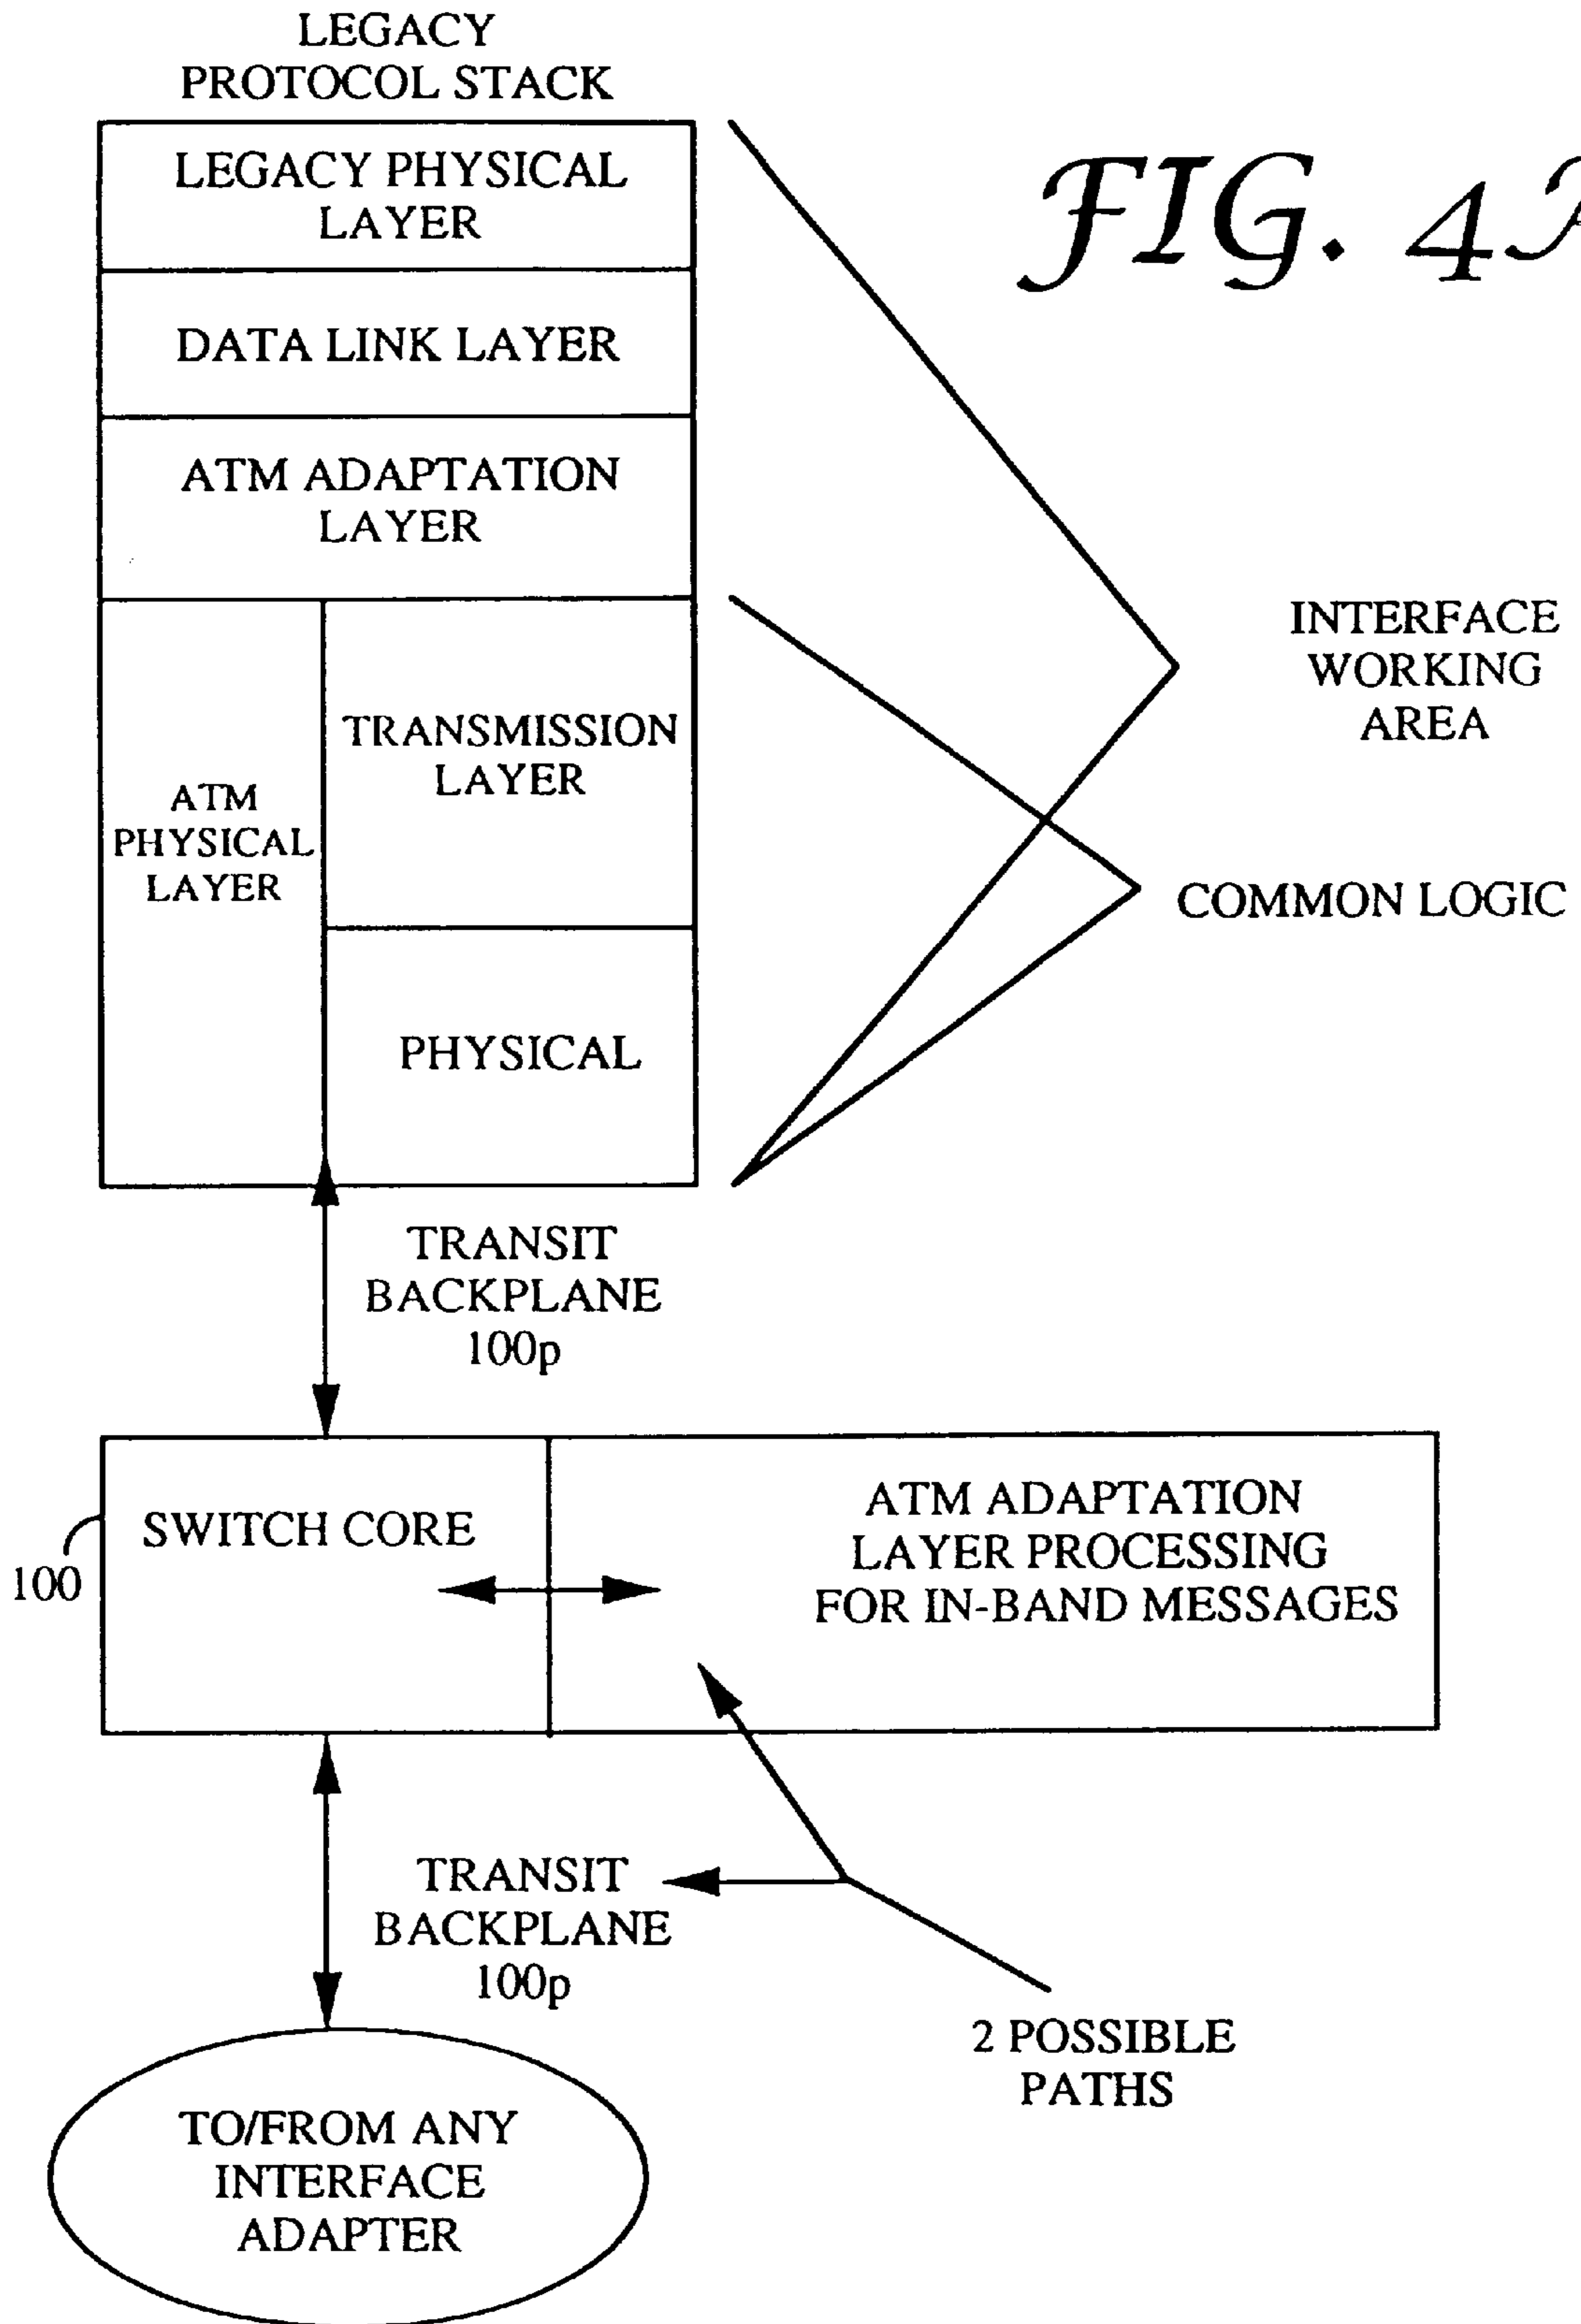 LEGACY
PROTOCOL STACK
FIG. 4A
LEGACY PHYSICAL
LAYER
DATA LINK LAYER
ATM ADAPTATION
LAYER
TRANSMISSION
LAYER
ATM
PHYSICAL
LAYER
PHYSICAL
INTERFACE
WORKING
AREA
COMMON LOGIC
TRANSIT
BACKPLANE
100p
SWITCH CORE
100
ATM ADAPTATION
LAYER PROCESSING
FOR IN-BAND MESSAGES
TRANSIT
BACKPLANE
100p
2 POSSIBLE
PATHS
TO/FROM ANY
INTERFACE
ADAPTER